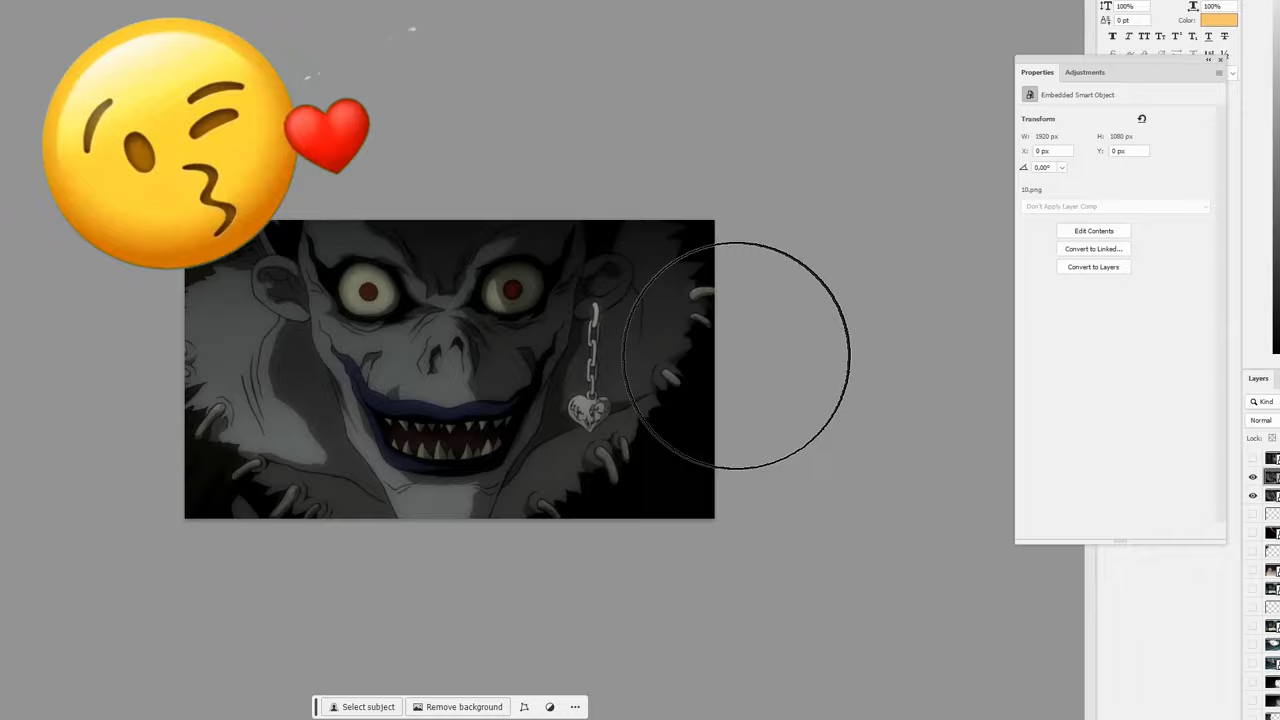 100%
100%
0 pt
Color:
Properties
Adjustments
Embedded Smart Object
Transform
W: 1920 px
H: 1080 px
X: 0 px
Y: 0 px
0,00°
10.png
Don't Apply Layer Comp
Edit Contents
Convert to Linked...
Convert to Layers
Layers
Kind
Normal
Lock:
Select subject
Remove background